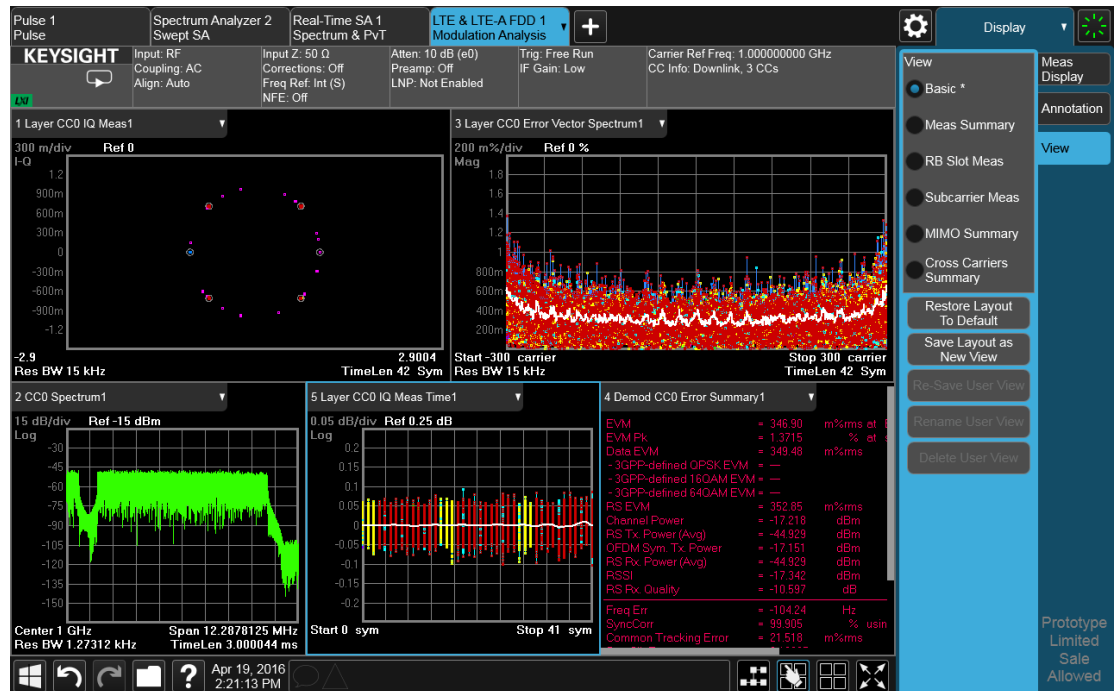 Pulse 1
Pulse
Spectrum Analyzer 2
Swept SA
Real-Time SA 1
Spectrum & PvT
LTE & LTE-A FDD 1
Modulation Analysis
Display
KEYSIGHT
LXI
Input: RF
Coupling: AC
Align: Auto
Input Z: 50 Ω
Corrections: Off
Freq Ref: Int (S)
NFE: Off
Atten: 10 dB (e0)
Preamp: Off
LNP: Not Enabled
Trig: Free Run
IF Gain: Low
Carrier Ref Freq: 1.000000000 GHz
CC Info: Downlink, 3 CCs
1 Layer CC0 IQ Meas1
300 m/div Ref 0
I-Q
1.2
900m
600m
300m
0
-300m
-600m
-900m
-1.2
-2.9 2.9004
Res BW 15 kHz TimeLen 42 Sym
3 Layer CC0 Error Vector Spectrum1
200 m%/div Ref 0 %
Mag
1.8
1.6
1.4
1.2
1
800m
600m
400m
200m
Start -300 carrier Stop 300 carrier
Res BW 15 kHz TimeLen 42 Sym
2 CC0 Spectrum1
15 dB/div Ref -15 dBm
Log
-30
-45
-60
-75
-90
-105
-120
-135
-150
Center 1 GHz Span 12.2878125 MHz
Res BW 1.27312 kHz TimeLen 3.000044 ms
5 Layer CC0 IQ Meas Time1
0.05 dB/div Ref 0.25 dB
Log
0.2
0.15
0.1
0.05
0
-0.05
-0.1
-0.15
-0.2
Start 0 sym Stop 41 sym
4 Demod CC0 Error Summary1
EVM = 346.90 m%rms at
EVM Pk = 1.3715 % at
Data EVM = 349.48 m%rms
- 3GPP-defined QPSK EVM = —
- 3GPP-defined 16QAM EVM = —
- 3GPP-defined 64QAM EVM = —
RS EVM = 352.85 m%rms
Channel Power = -17.218 dBm
RS Tx. Power (Avg) = -44.929 dBm
OFDM Sym. Tx. Power = -17.151 dBm
RS Rx. Power (Avg) = -44.929 dBm
RSSI = -17.342 dBm
RS Rx. Quality = -10.597 dB
Freq Err = -104.24 Hz
SyncCorr = 99.905 % usin
Common Tracking Error = 21.518 m%rms
View
Basic *
Meas Summary
RB Slot Meas
Subcarrier Meas
MIMO Summary
Cross Carriers
Summary
Restore Layout
To Default
Save Layout as
New View
Re-Save User View
Rename User View
Delete User View
Meas
Display
Annotation
View
Prototype
Limited
Sale
Allowed
Apr 19, 2016
2:21:13 PM